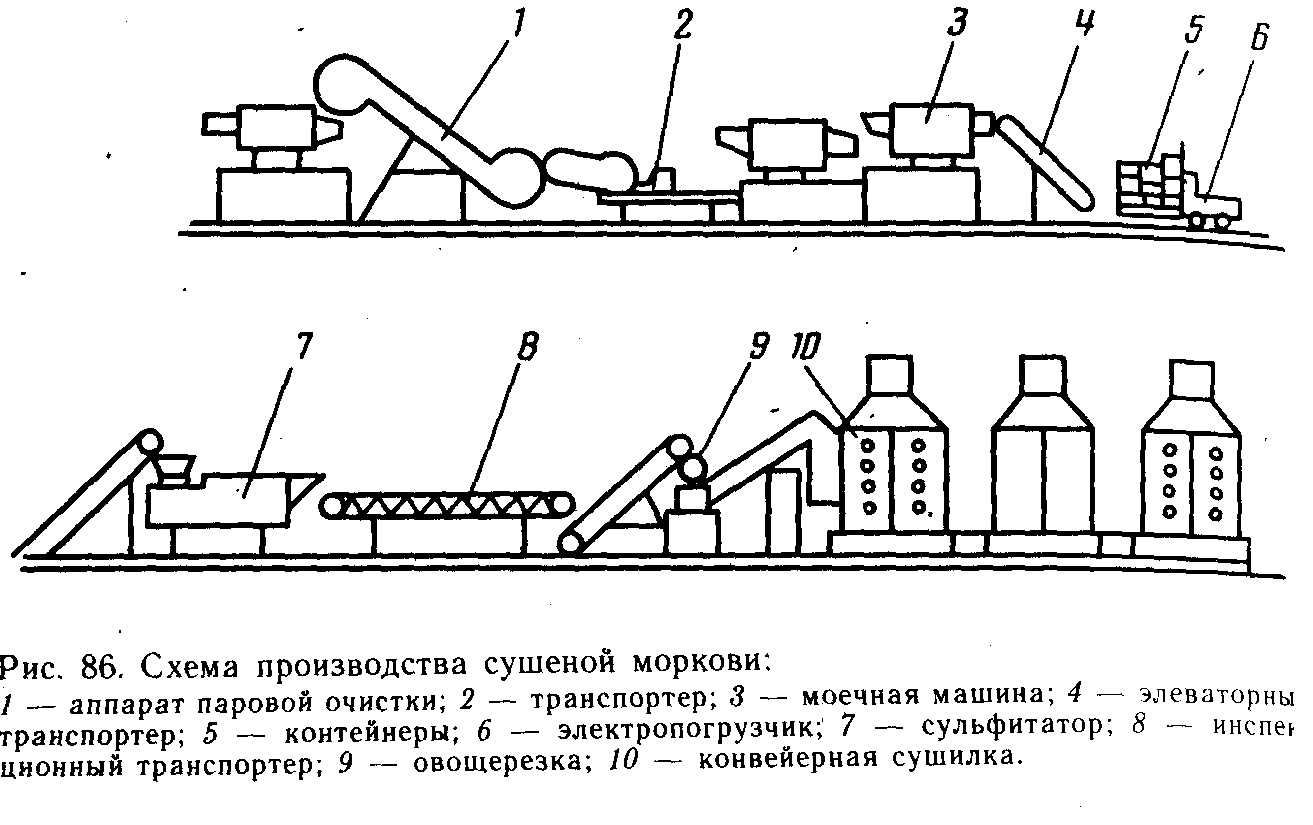 1 2 3 4 5 6
7 8 9 10
Рис. 86. Схема производства сушеной моркови:
1 — аппарат паровой очистки; 2 — транспортер; 3 — моечная машина; 4 — элеваторны
транспортер; 5 — контейнеры; 6 — электропогрузчик; 7 — сульфитатор; 8 — инспек
ционный транспортер; 9 — овощерезка; 10 — конвейерная сушилка.